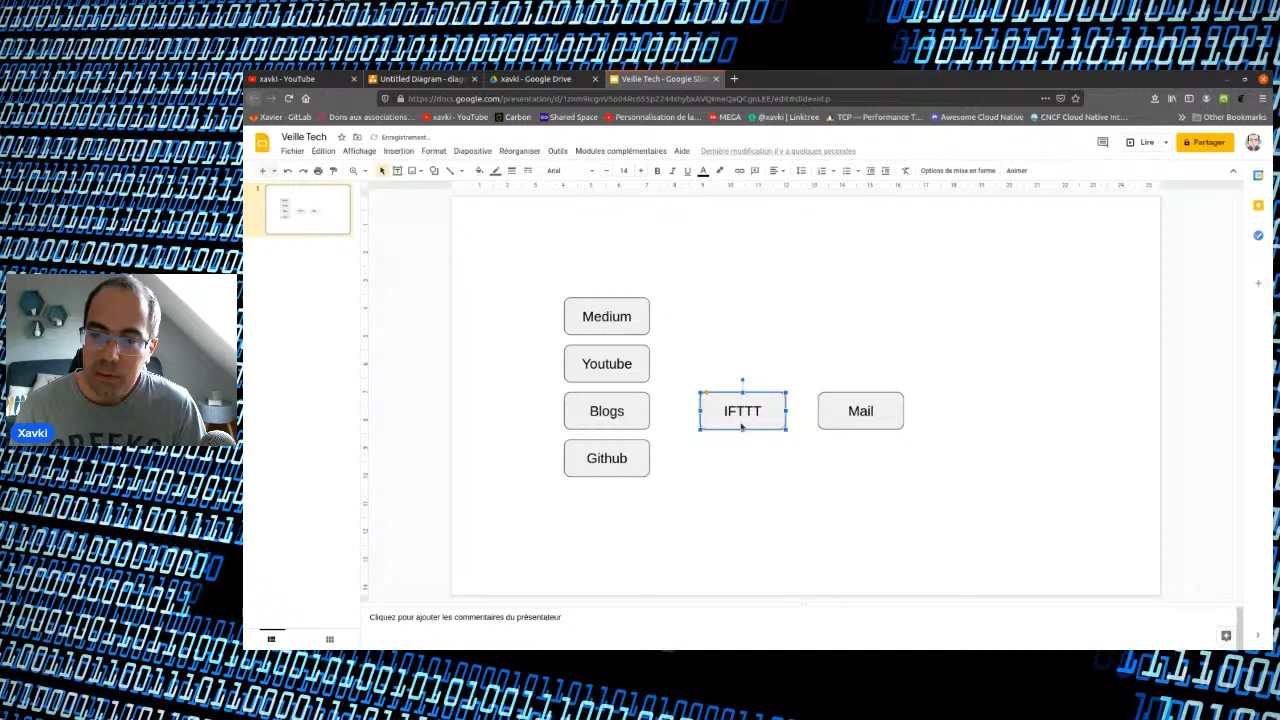 xavki - YouTube
Untitled Diagram - diag
xavki - Google Drive
Veille Tech - Google Slid
Xavier · GitLab
Dons aux associations…
xavki - YouTube
Carbon
Shared Space
Personnalisation de la…
MEGA
@xavki | Linktree
TCP — Performance T…
Awesome Cloud Native
CNCF Cloud Native Int…
Other Bookmarks
Veille Tech
Enregistrement…
Lire
Partager
Fichier Édition Affichage Insertion Format Diapositive Réorganiser Outils Modules complémentaires Aide Dernière modification il y a quelques secondes
Arial
14
Options de mise en forme
Animer
1
Medium
Youtube
Blogs
IFTTT
Mail
Github
Xavki
Cliquez pour ajouter les commentaires du présentateur